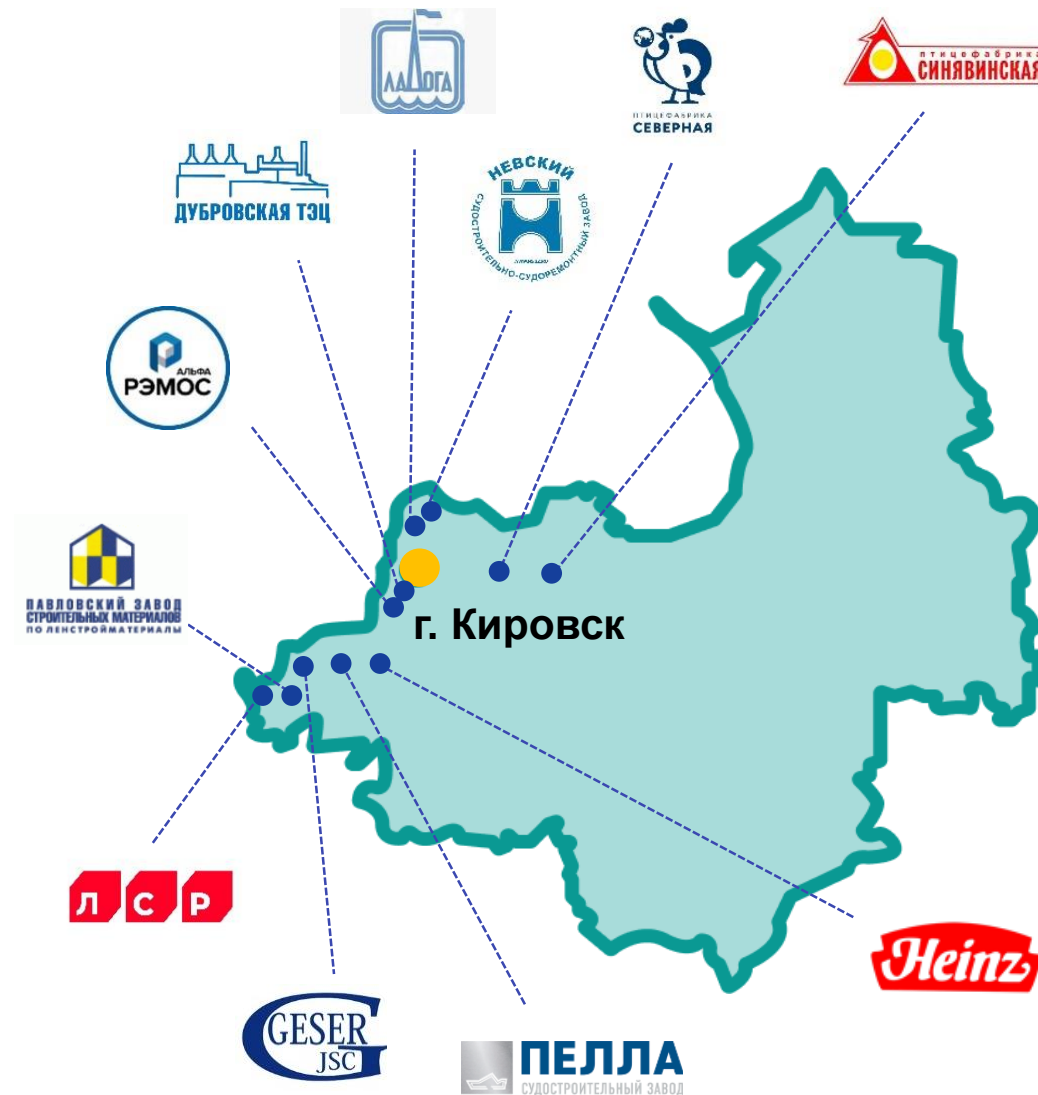 ЛАДОГА
ПТИЦЕФАБРИКА
СЕВЕРНАЯ
птицефабрика
СИНЯВИНСКАЯ
ДУБРОВСКАЯ ТЭЦ
НЕВСКИЙ
СУДОСТРОИТЕЛЬНО-СУДОРЕМОНТНЫЙ ЗАВОД
АЛЬФА
РЭМОС
ПАВЛОВСКИЙ ЗАВОД
СТРОИТЕЛЬНЫХ МАТЕРИАЛОВ
ПО ЛЕНСТРОЙМАТЕРИАЛЫ
г. Кировск
ЛСР
Heinz
GESER
JSC
ПЕЛЛА
СУДОСТРОИТЕЛЬНЫЙ ЗАВОД